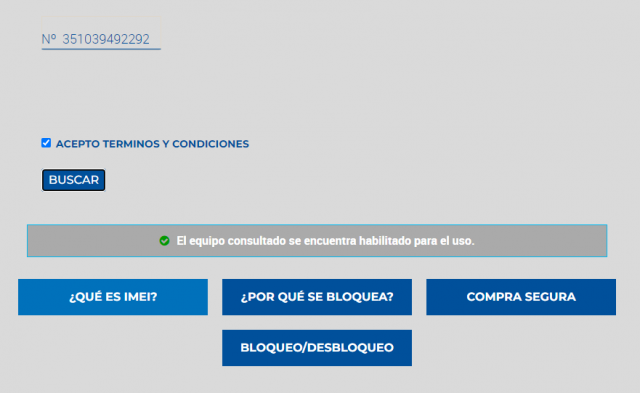 Nº 351039492292
ACEPTO TERMINOS Y CONDICIONES
BUSCAR
El equipo consultado se encuentra habilitado para el uso.
¿QUÉ ES IMEI?
¿POR QUÉ SE BLOQUEA?
COMPRA SEGURA
BLOQUEO/DESBLOQUEO